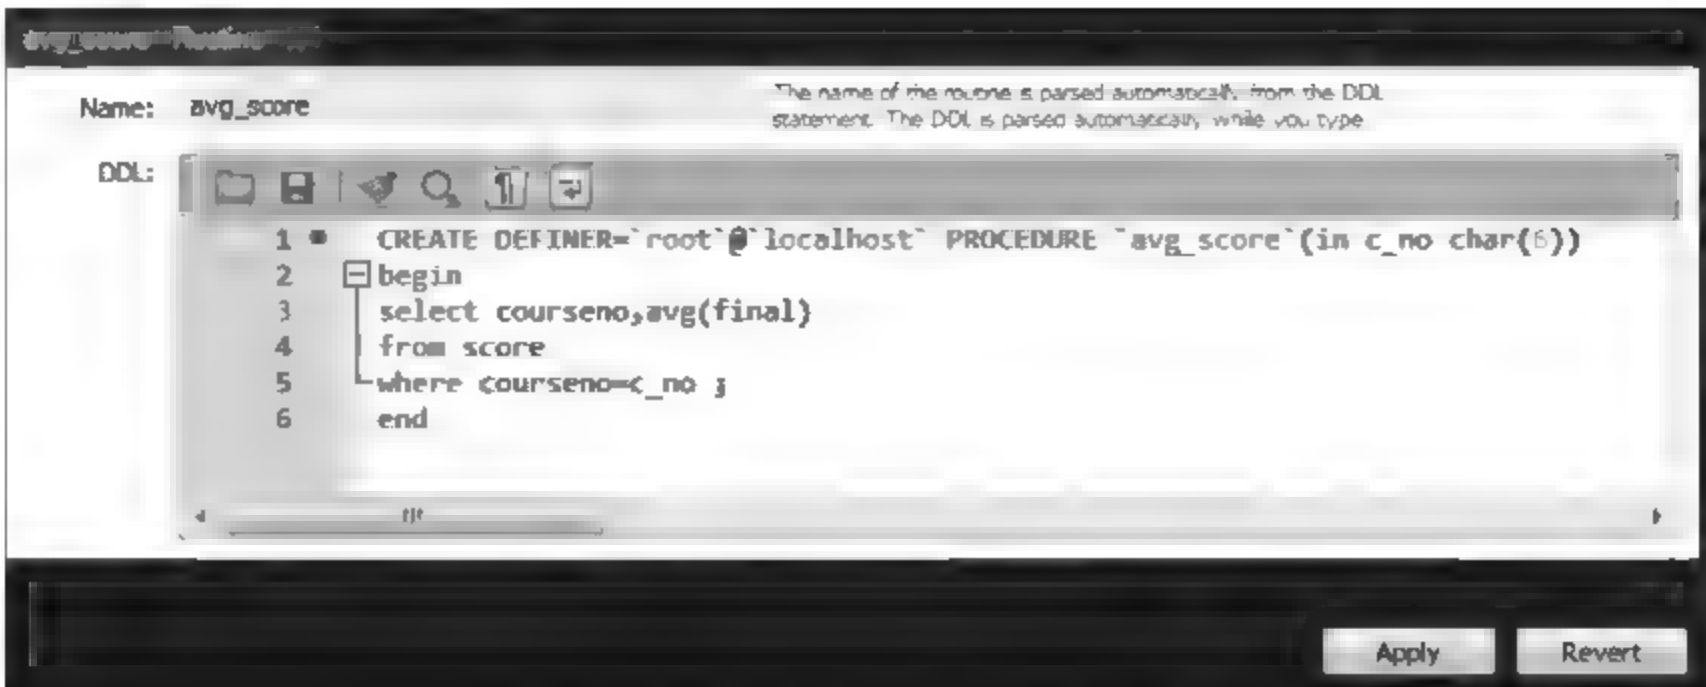 avg_score - Routine
Name: avg_score
The name of the routine is parsed automatically from the DDL
statement. The DDL is parsed automatically while you type
DDL:
1 CREATE DEFINER=`root`@`localhost` PROCEDURE `avg_score`(in c_no char(6))
2 begin
3 select courseno,avg(final)
4 from score
5 where courseno=c_no ;
6 end
Apply Revert